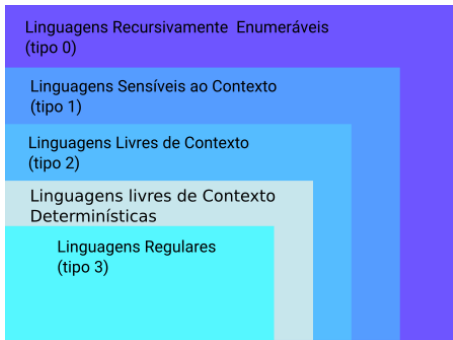 Linguagens Recursivamente Enumeráveis
(tipo 0)
Linguagens Sensíveis ao Contexto
(tipo 1)
Linguagens Livres de Contexto
(tipo 2)
Linguagens livres de Contexto
Determinísticas
Linguagens Regulares
(tipo 3)